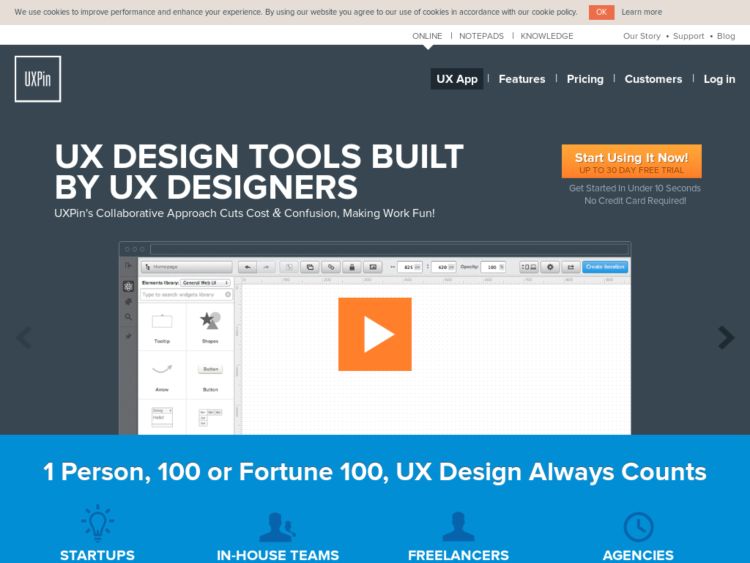 We use cookies to improve performance and enhance your experience. By using our website you agree to our use of cookies in accordance with our cookie policy. OK Learn more
ONLINE | NOTEPADS | KNOWLEDGE Our Story • Support • Blog
UXPin
UX App | Features | Pricing | Customers | Log in
UX DESIGN TOOLS BUILT
BY UX DESIGNERS
UXPin's Collaborative Approach Cuts Cost & Confusion, Making Work Fun!
Start Using It Now!
UP TO 30 DAY FREE TRIAL
Get Started In Under 10 Seconds
No Credit Card Required!
Homepage
Opacity: 100 %
Create iteration
Elements library: General Web UI
Type to search widgets library
Tooltip Shapes
Arrow Button
Button
Hello!
1 Person, 100 or Fortune 100, UX Design Always Counts
STARTUPS IN-HOUSE TEAMS FREELANCERS AGENCIES